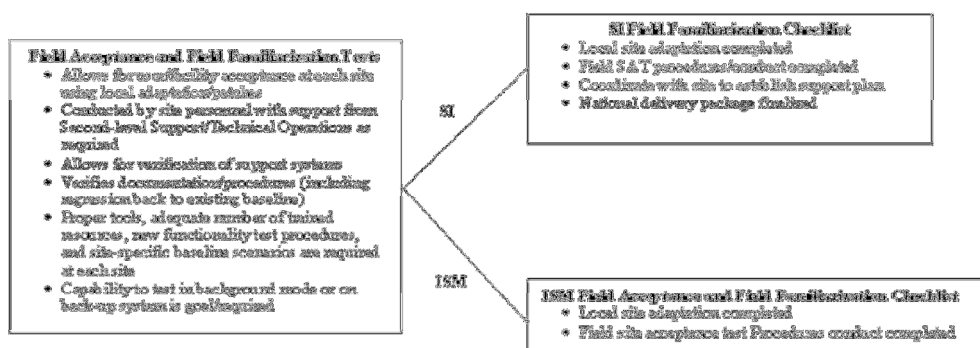 Field Acceptance and Field Familiarization Tests
• Allows for user/facility acceptance at each site
using local adaptation/patches
• Conducted by site personnel with support from
Second-level Support/Technical Operations as
required
• Allows for verification of support systems
• Verifies documentation/procedures (including
regression back to existing baseline)
• Proper tools, adequate number of trained
resources, new functionality test procedures,
and site-specific baseline scenarios are required
at each site
• Capability to test in background mode or on
back-up system is goal/required
SI
ISM
SI Field Familiarization Checklist
• Local site adaptation completed
• Field SAT procedures/conduct completed
• Coordinate with site to establish support plan
• National delivery package finalized
ISM Field Acceptance and Field Familiarization Checklist
• Local site adaptation completed
• Field site acceptance test Procedures conduct completed